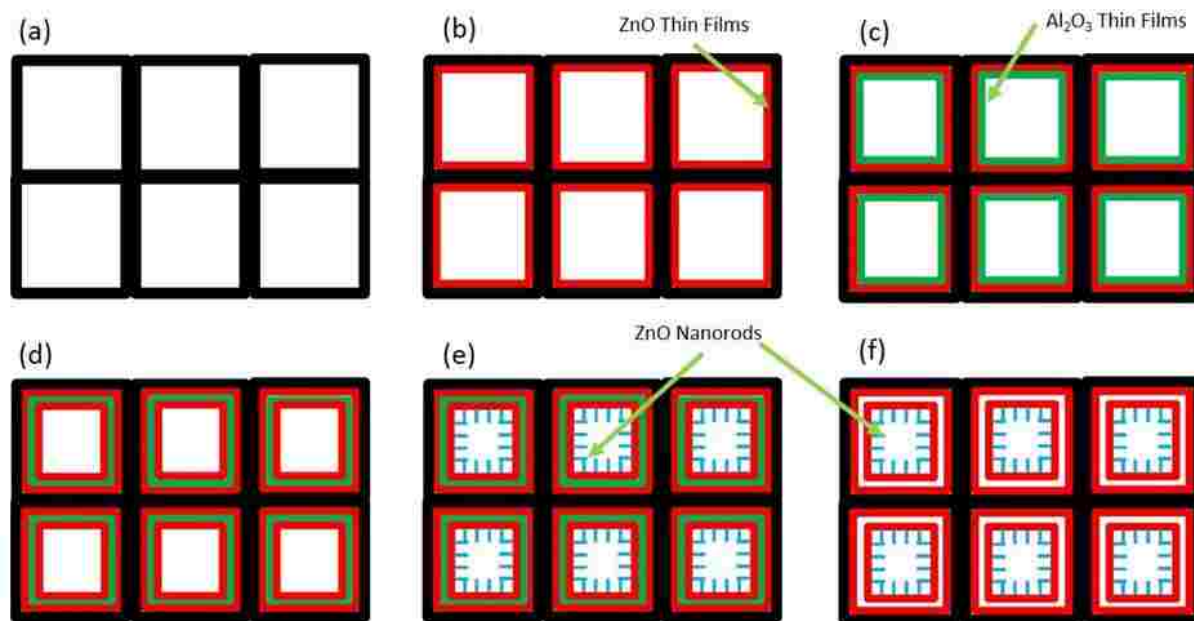 (a)
(b)
ZnO Thin Films
(c)
Al₂O₃ Thin Films
(d)
(e)
ZnO Nanorods
(f)